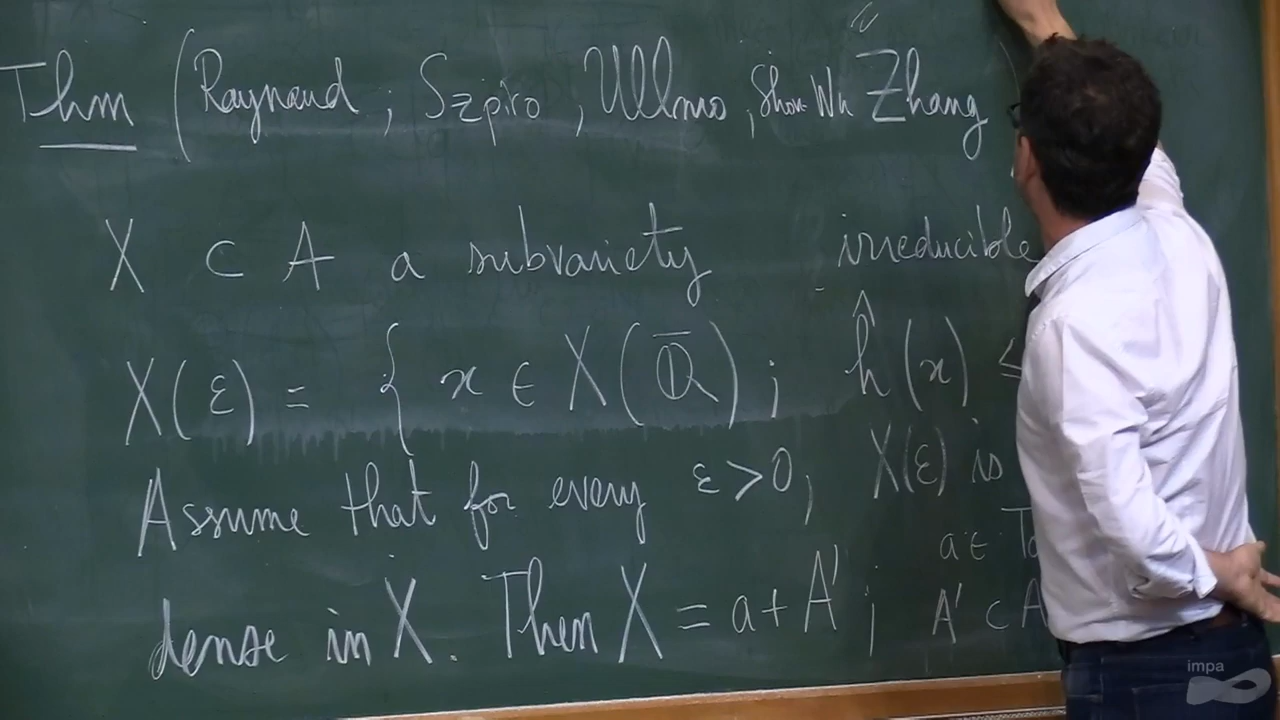 Thm (Raynaud, Szpiro, Ullmo, Shou-Wu Zhang
X ⊂ A a subvariety irreducible
X(ε) = { x ∈ X(Q̄); ĥ(x) ≤
Assume that for every ε>0, X(ε) is
dense in X. Then X = a + A'; a ∈ To
A' ⊂ A
impa